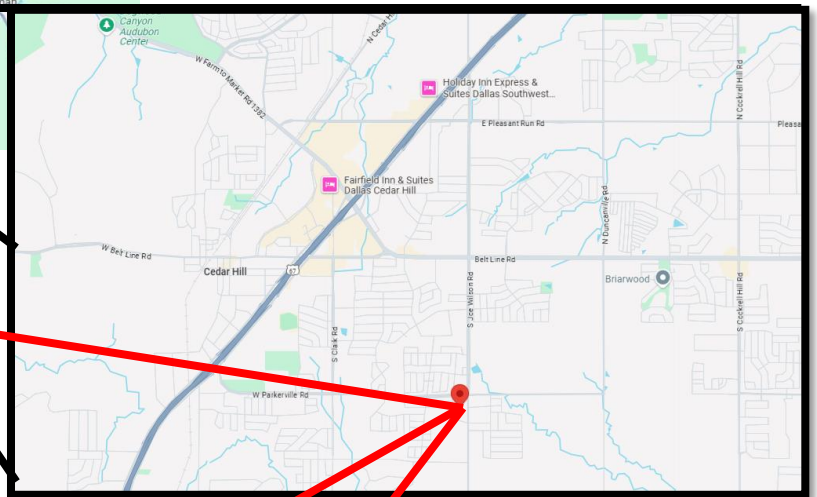 Canyon
Audubon
Center
N Cedar H
W Farm to Market Rd 1382
Holiday Inn Express &
Suites Dallas Southwest...
N Cockrell Hill Rd
E Pleasant Run Rd
Pleasa
Fairfield Inn & Suites
Dallas Cedar Hill
N Duncanville Rd
W Belt Line Rd
Belt Line Rd
Cedar Hill
67
Briarwood
S Joe Wilson Rd
S Cockrell Hill Rd
S Clark Rd
W Parkerville Rd